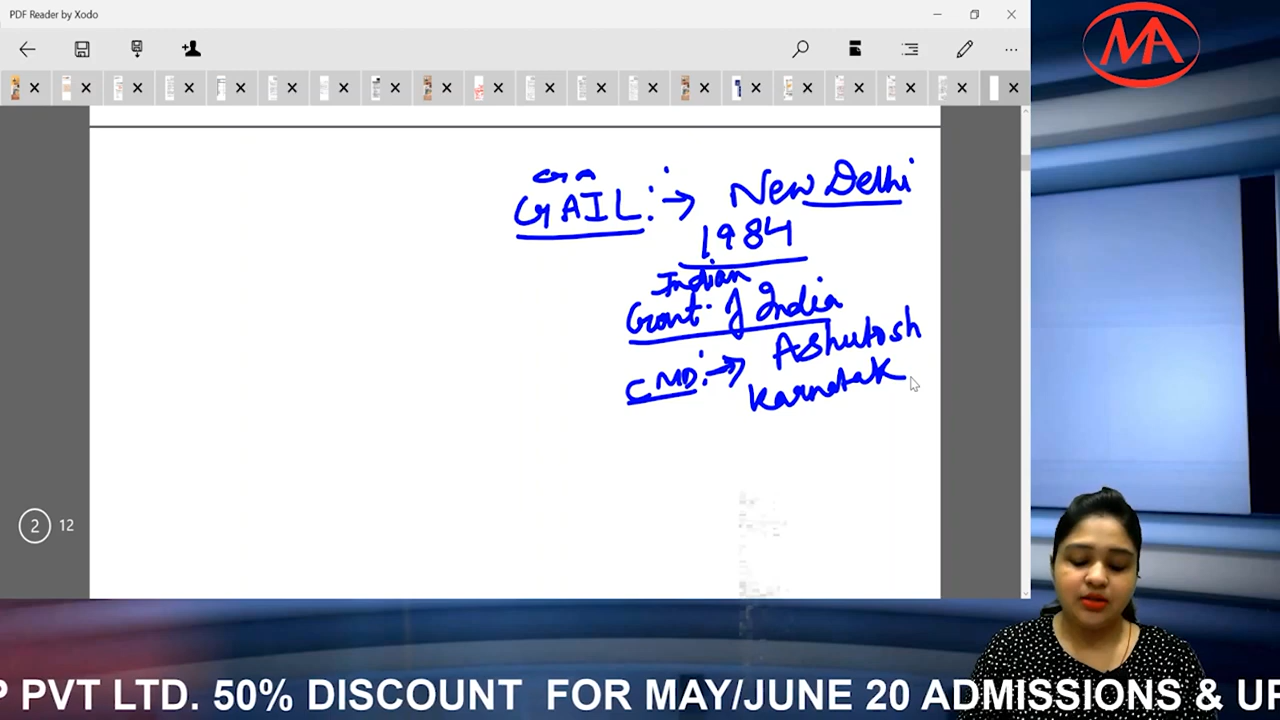 PDF Reader by Xodo
MA
GAIL :→ New Delhi
1984
Indian
Govt. of India
CMD :→ Ashutosh
Karnatak
2 12
P PVT LTD. 50% DISCOUNT FOR MAY/JUNE 20 ADMISSIONS & UP